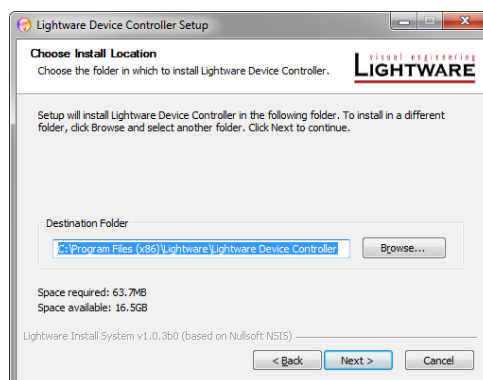 Lightware Device Controller Setup
Choose Install Location
Choose the folder in which to install Lightware Device Controller.
visual engineering
LIGHTWARE
Setup will install Lightware Device Controller in the following folder. To install in a different
folder, click Browse and select another folder. Click Next to continue.
Destination Folder
C:\Program Files (x86)\Lightware\Lightware Device Controller
Browse...
Space required: 63.7MB
Space available: 16.5GB
Lightware Install System v1.0.3b0 (based on Nullsoft NSIS)
< Back Next > Cancel